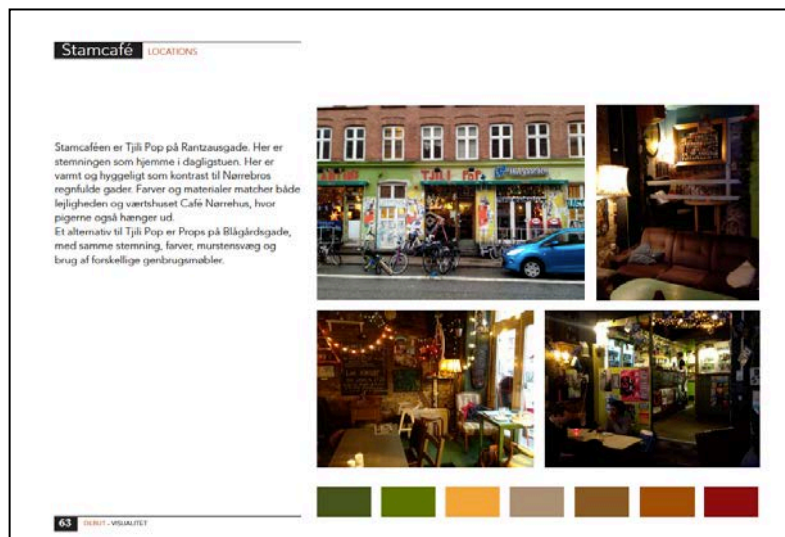 Stamcafé
LOCATIONS
Stamcaféen er Tjili Pop på Rantzausgade. Her er
stemningen som hjemme i dagligstuen. Her er
varmt og hyggeligt som kontrast til Nørrebros
regnfulde gader. Farver og materialer matcher både
lejligheden og værtshuset Café Nørrehus, hvor
pigerne også hænger ud.
Et alternativ til Tjili Pop er Props på Blågårdsgade,
med samme stemning, farver, murstensvæg og
brug af forskellige genbrugsmøbler.
TJILI POP
63
DEBUT - VISUALITET